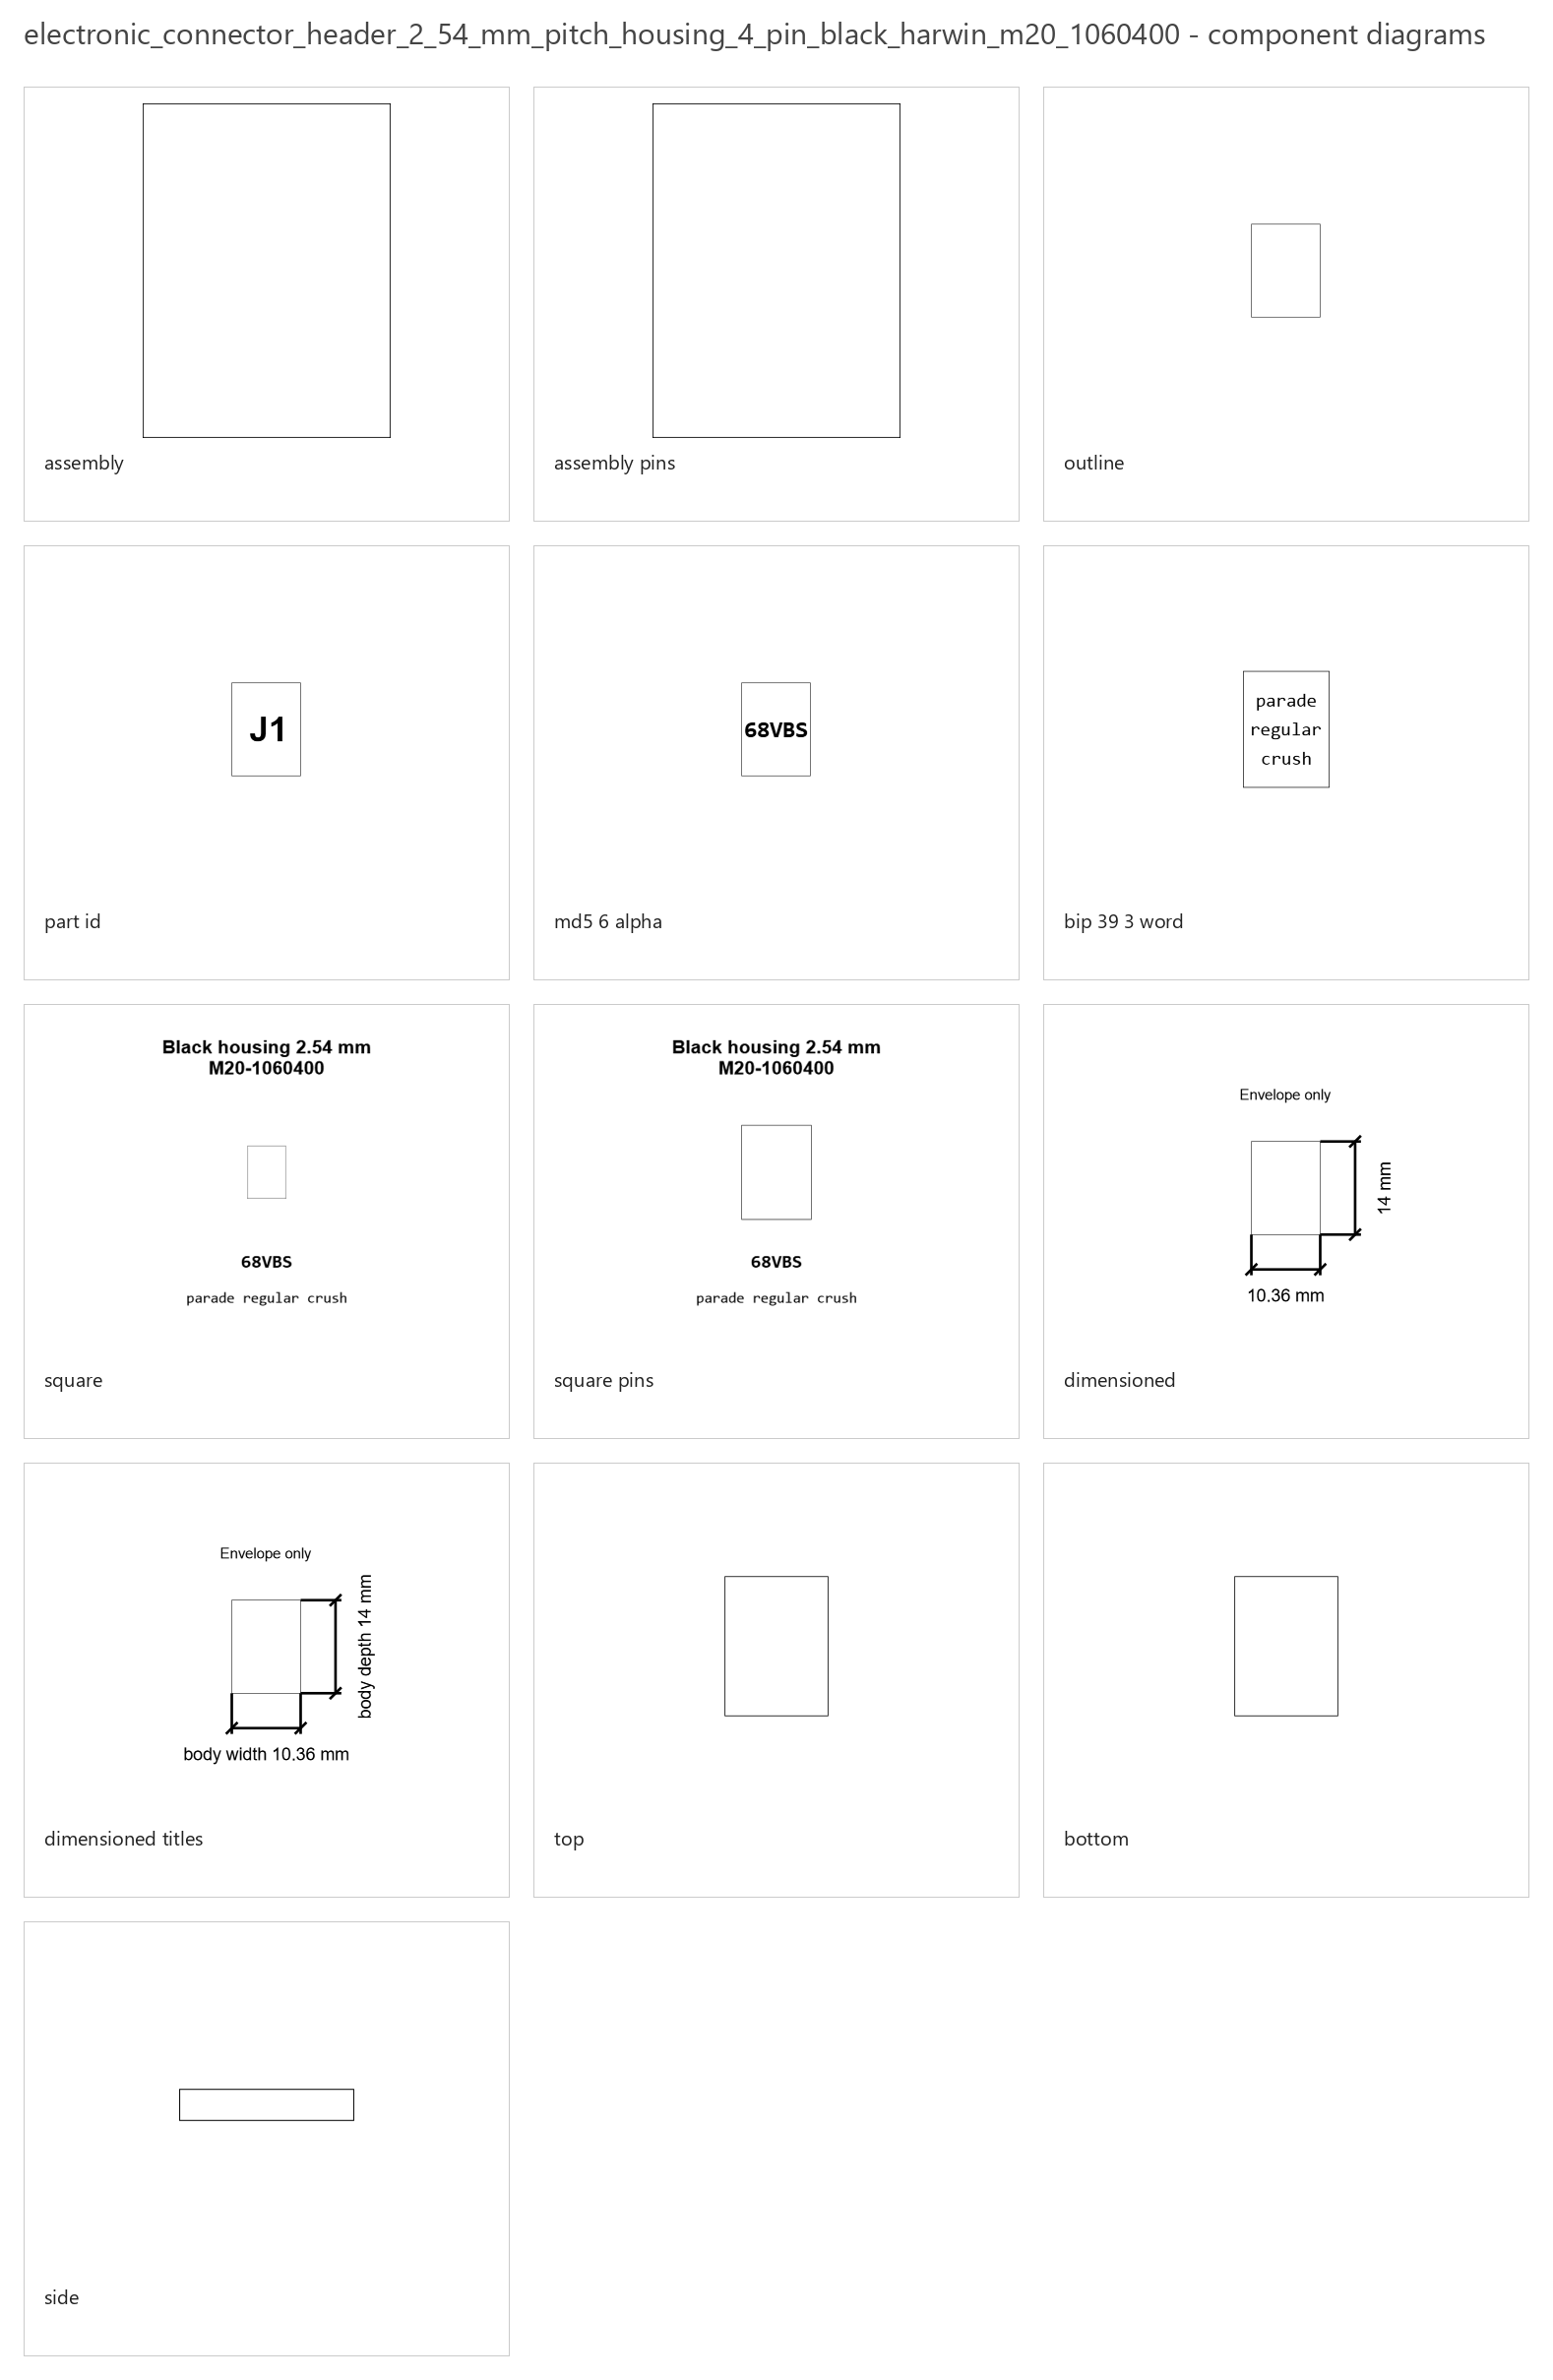 electronic_connector_header_2_54_mm_pitch_housing_4_pin_black_harwin_m20_1060400 - component diagrams
assembly
assembly pins
outline
J1
part id
68VBS
md5 6 alpha
parade
regular
crush
bip 39 3 word
Black housing 2.54 mm
M20-1060400
68VBS
parade regular crush
square
Black housing 2.54 mm
M20-1060400
68VBS
parade regular crush
square pins
Envelope only
14 mm
10.36 mm
dimensioned
Envelope only
body depth 14 mm
body width 10.36 mm
dimensioned titles
top
bottom
side